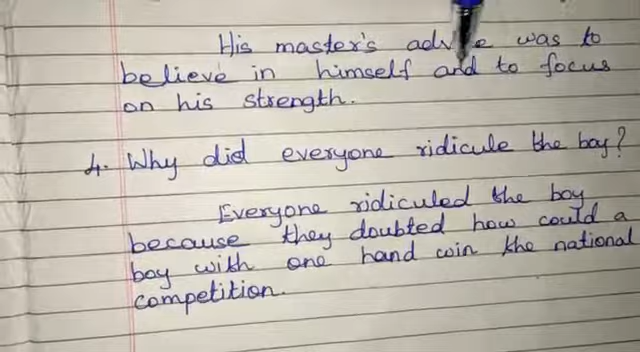 His master's advice was to
believe in himself and to focus
on his strength.
4. Why did everyone ridicule the boy?
Everyone ridiculed the boy
because they doubted how could a
boy with one hand win the national
competition.